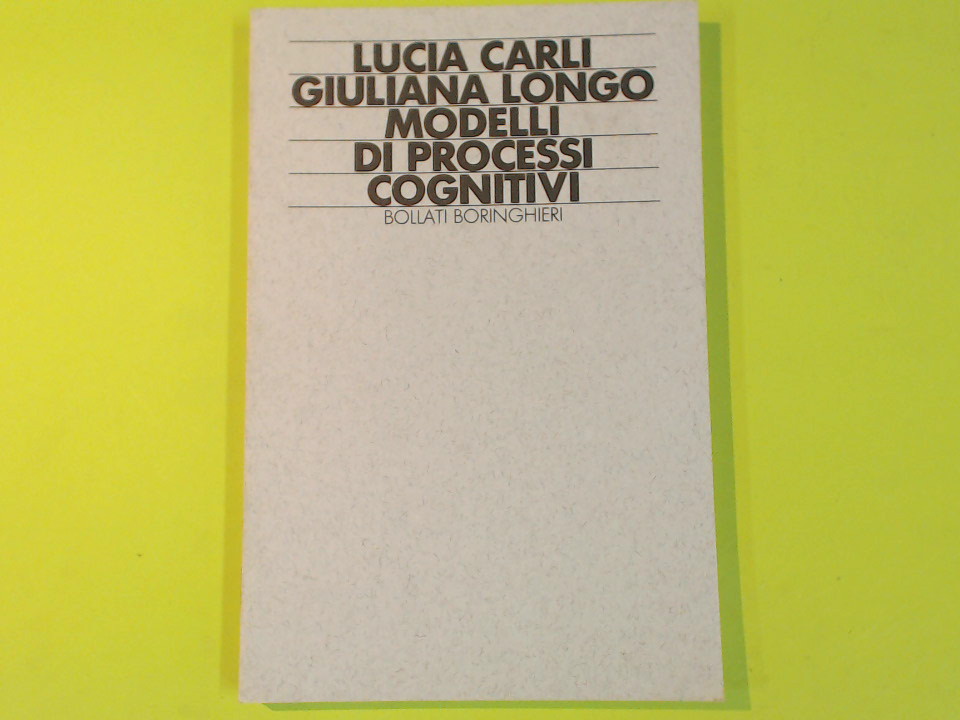 LUCIA CARLI
GIULIANA LONGO
MODELLI
DI PROCESSI
COGNITIVI
BOLLATI BORINGHIERI